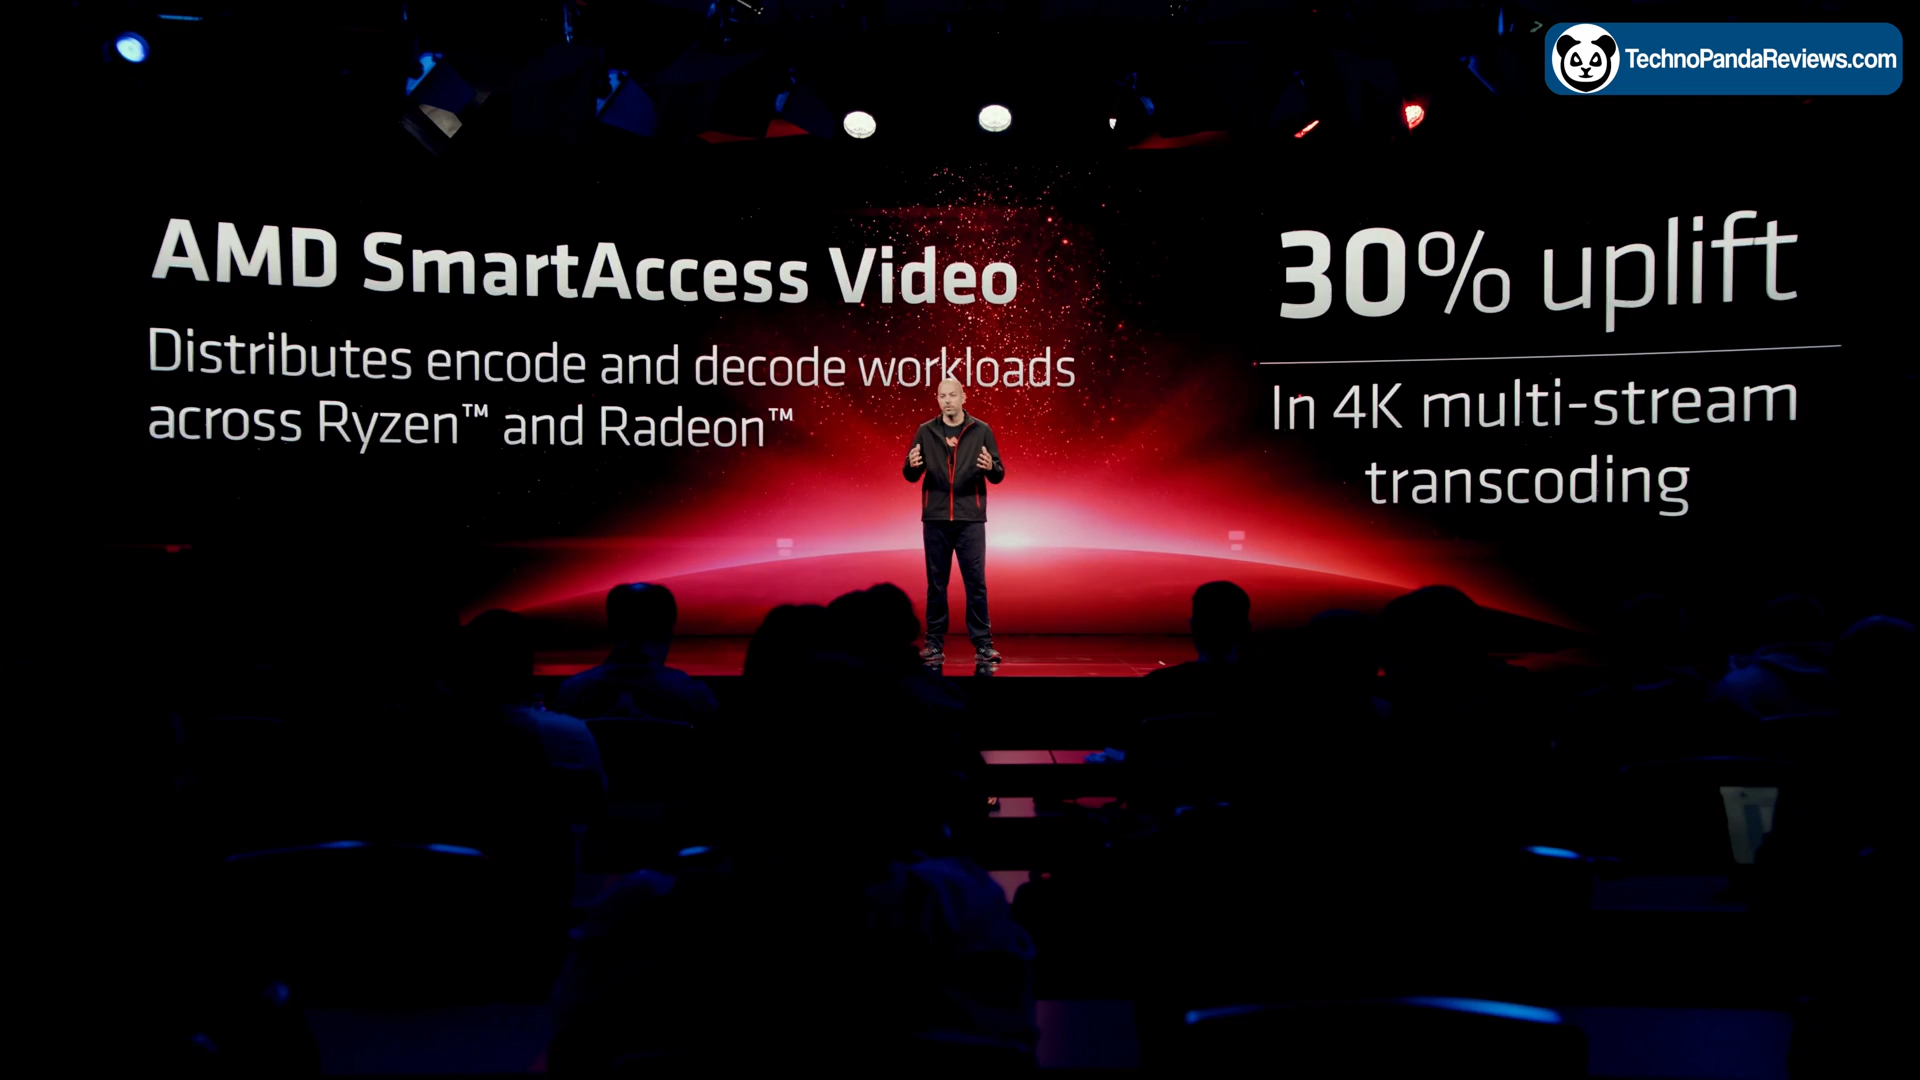 TechnoPandaReviews.com
AMD SmartAccess Video
Distributes encode and decode workloads
across Ryzen™ and Radeon™
30% uplift
In 4K multi-stream
transcoding